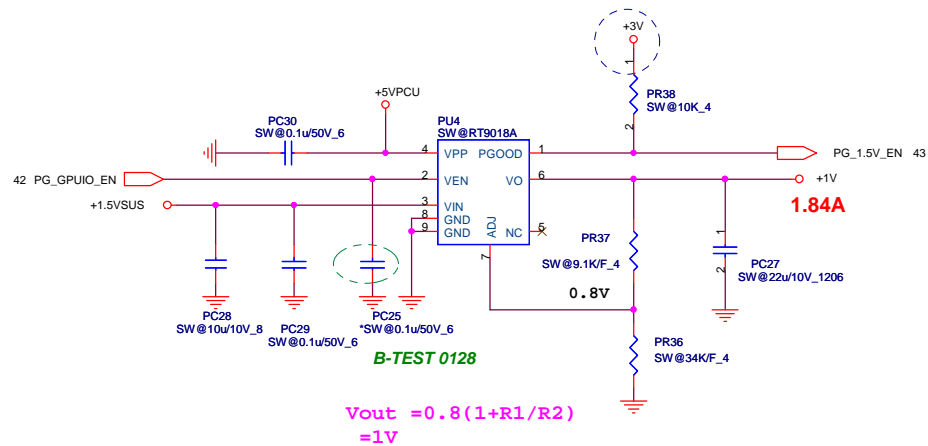 +3V
1
PR38
SW@10K_4
2
+5VPCU
PC30
SW@0.1u/50V_6
PU4
SW@RT9018A
4 VPP PGOOD 1
PG_1.5V_EN 43
42 PG_GPUIO_EN
2 VEN VO 6
+1V
1.84A
+1.5VSUS
3 VIN
8 GND
9 GND
ADJ
NC 5
7
PR37
SW@9.1K/F_4
1
2
PC27
SW@22u/10V_1206
0.8V
PC28
SW@10u/10V_8
PC29
SW@0.1u/50V_6
PC25
*SW@0.1u/50V_6
B-TEST 0128
PR36
SW@34K/F_4
Vout =0.8(1+R1/R2)
=1V